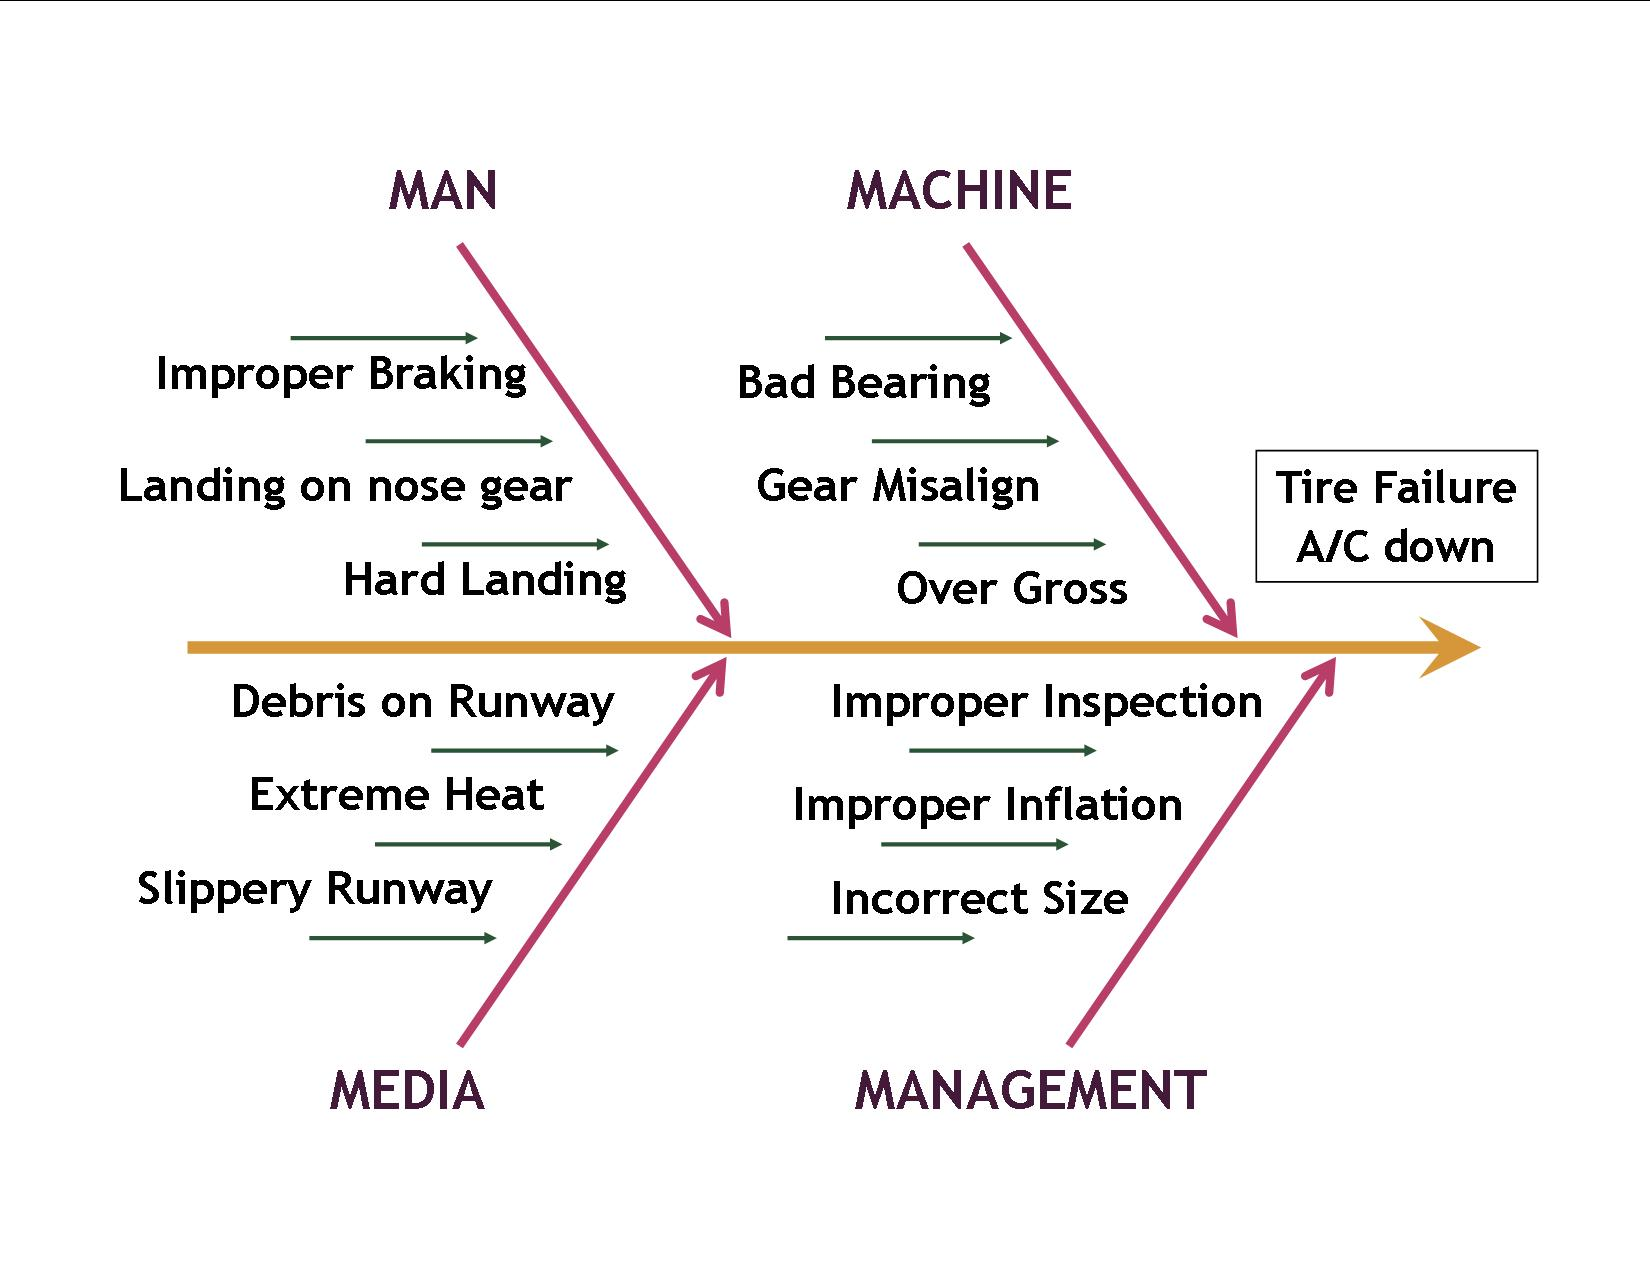 MAN
MACHINE
Improper Braking
Bad Bearing
Landing on nose gear
Gear Misalign
Hard Landing
Over Gross
Tire Failure
A/C down
Debris on Runway
Improper Inspection
Extreme Heat
Improper Inflation
Slippery Runway
Incorrect Size
MEDIA
MANAGEMENT